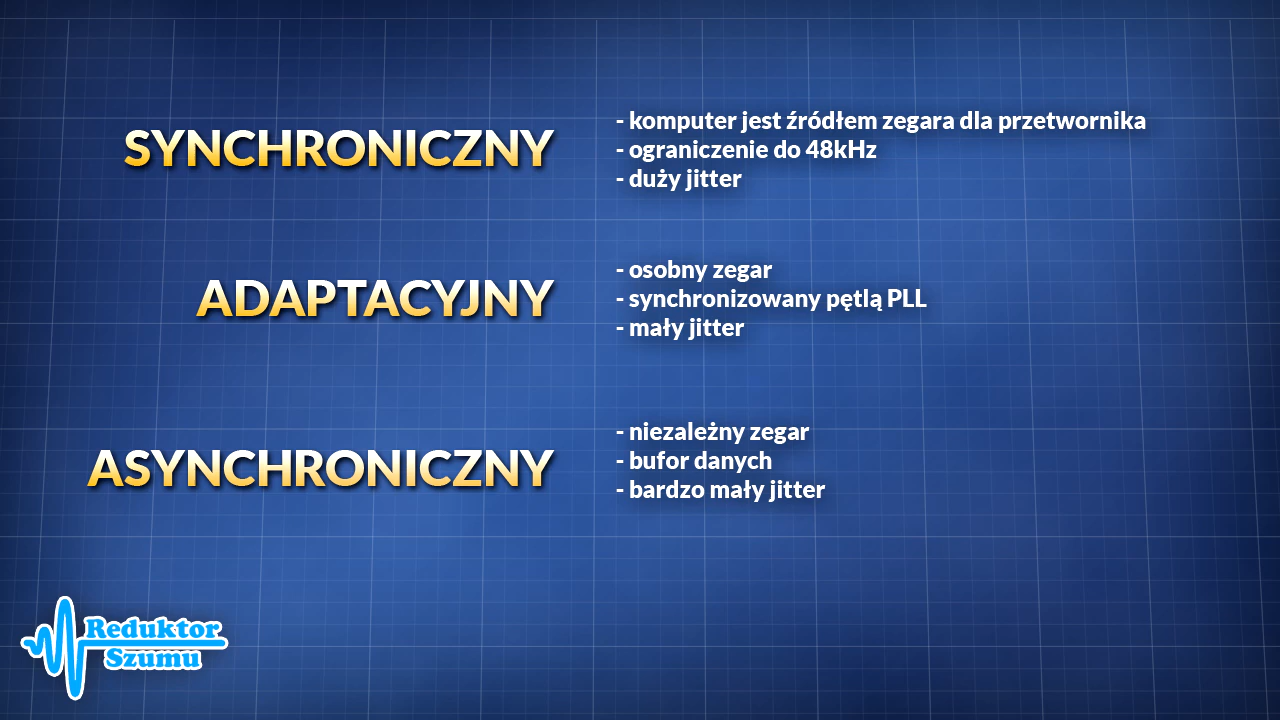 SYNCHRONICZNY
- komputer jest źródłem zegara dla przetwornika
- ograniczenie do 48kHz
- duży jitter
ADAPTACYJNY
- osobny zegar
- synchronizowany pętlą PLL
- mały jitter
ASYNCHRONICZNY
- niezależny zegar
- bufor danych
- bardzo mały jitter
Reduktor
Szumu